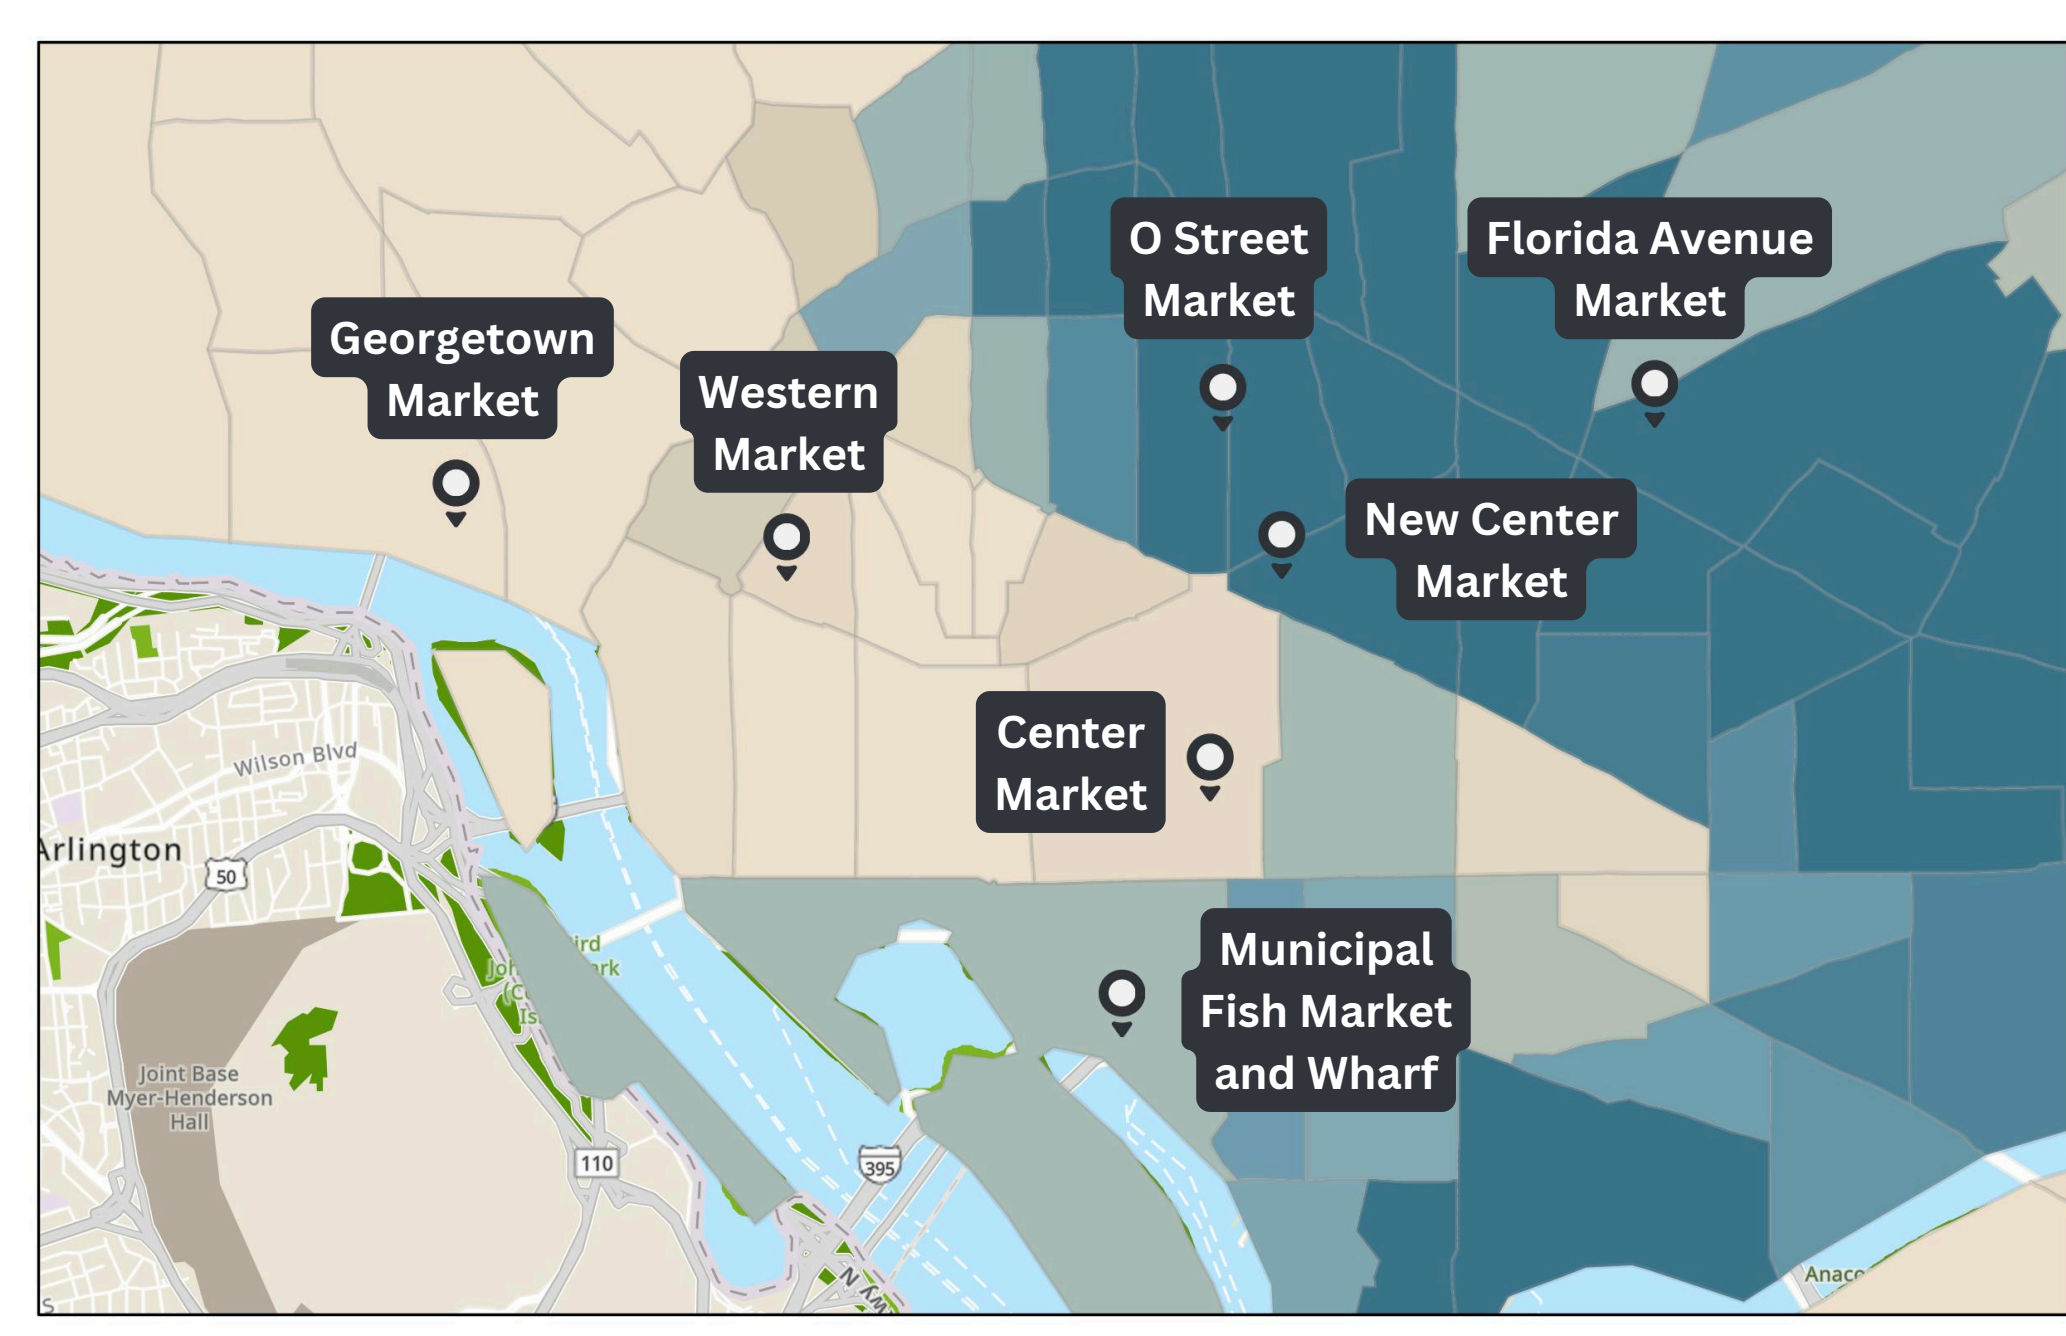 O Street
Market
Florida Avenue
Market
Georgetown
Market
Western
Market
New Center
Market
Center
Market
Wilson Blvd
Arlington
50
Municipal
Fish Market
and Wharf
Joint Base
Myer-Henderson
Hall
110
395
Anaco